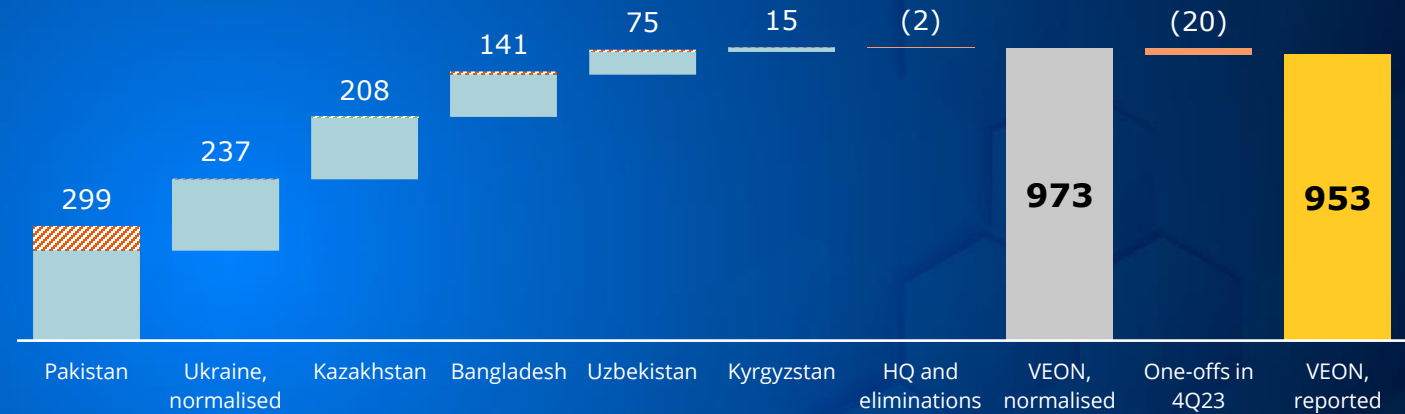 299
237
208
141
75
15
(2)
973
(20)
953
Pakistan
Ukraine,
normalised
Kazakhstan
Bangladesh
Uzbekistan
Kyrgyzstan
HQ and
eliminations
VEON,
normalised
One-offs in
4Q23
VEON,
reported